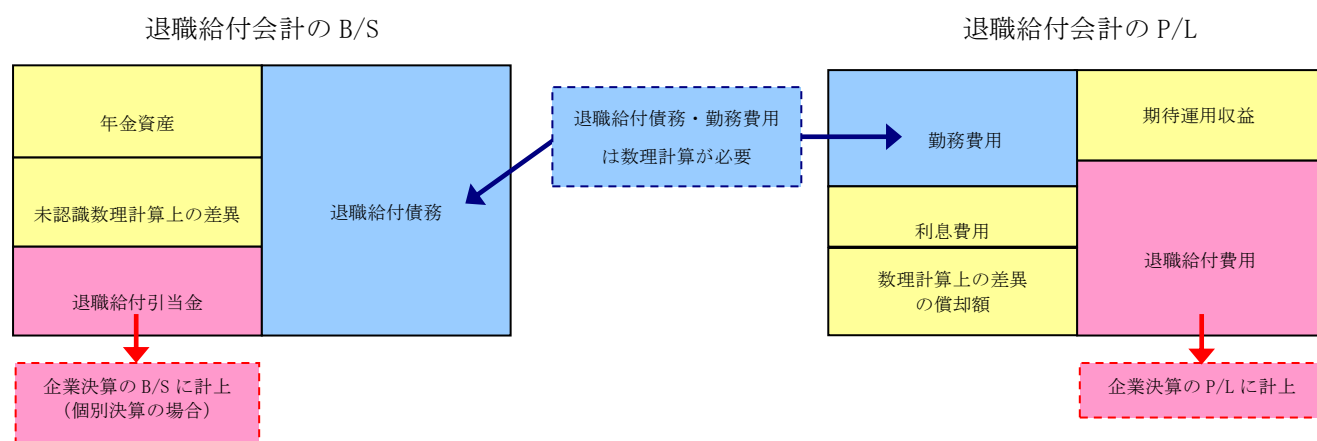 退職給付会計の B/S
退職給付会計の P/L
年金資産
未認識数理計算上の差異
退職給付引当金
退職給付債務
退職給付債務・勤務費用
は数理計算が必要
勤務費用
利息費用
数理計算上の差異
の償却額
期待運用収益
退職給付費用
企業決算の B/S に計上
（個別決算の場合）
企業決算の P/L に計上